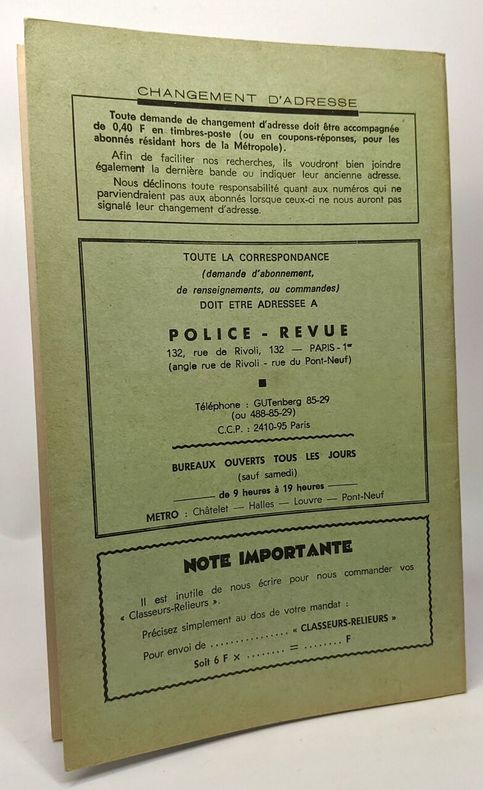 CHANGEMENT D'ADRESSE
Toute demande de changement d'adresse doit être accompagnée
de 0,40 F en timbres-poste (ou en coupons-réponses, pour les
abonnés résidant hors de la Métropole).
Afin de faciliter nos recherches, ils voudront bien joindre
également la dernière bande ou indiquer leur ancienne adresse.
Nous déclinons toute responsabilité quant aux numéros qui ne
parviendraient pas aux abonnés lorsque ceux-ci ne nous auront pas
signalé leur changement d'adresse.
TOUTE LA CORRESPONDANCE
(demande d'abonnement,
de renseignements, ou commandes)
DOIT ETRE ADRESSEE A
POLICE - REVUE
132, rue de Rivoli, 132 — PARIS-1er
(angle rue de Rivoli - rue du Pont-Neuf)
Téléphone : GUTenberg 85-29
(ou 488-85-29)
C.C.P. : 2410-95 Paris
BUREAUX OUVERTS TOUS LES JOURS
(sauf samedi)
de 9 heures à 19 heures
METRO : Châtelet — Halles — Louvre — Pont-Neuf
NOTE IMPORTANTE
Il est inutile de nous écrire pour nous commander vos
« Classeurs-Relieurs ».
Précisez simplement au dos de votre mandat :
Pour envoi de ................ « CLASSEURS-RELIEURS »
Soit 6 F × ........ = ........ F